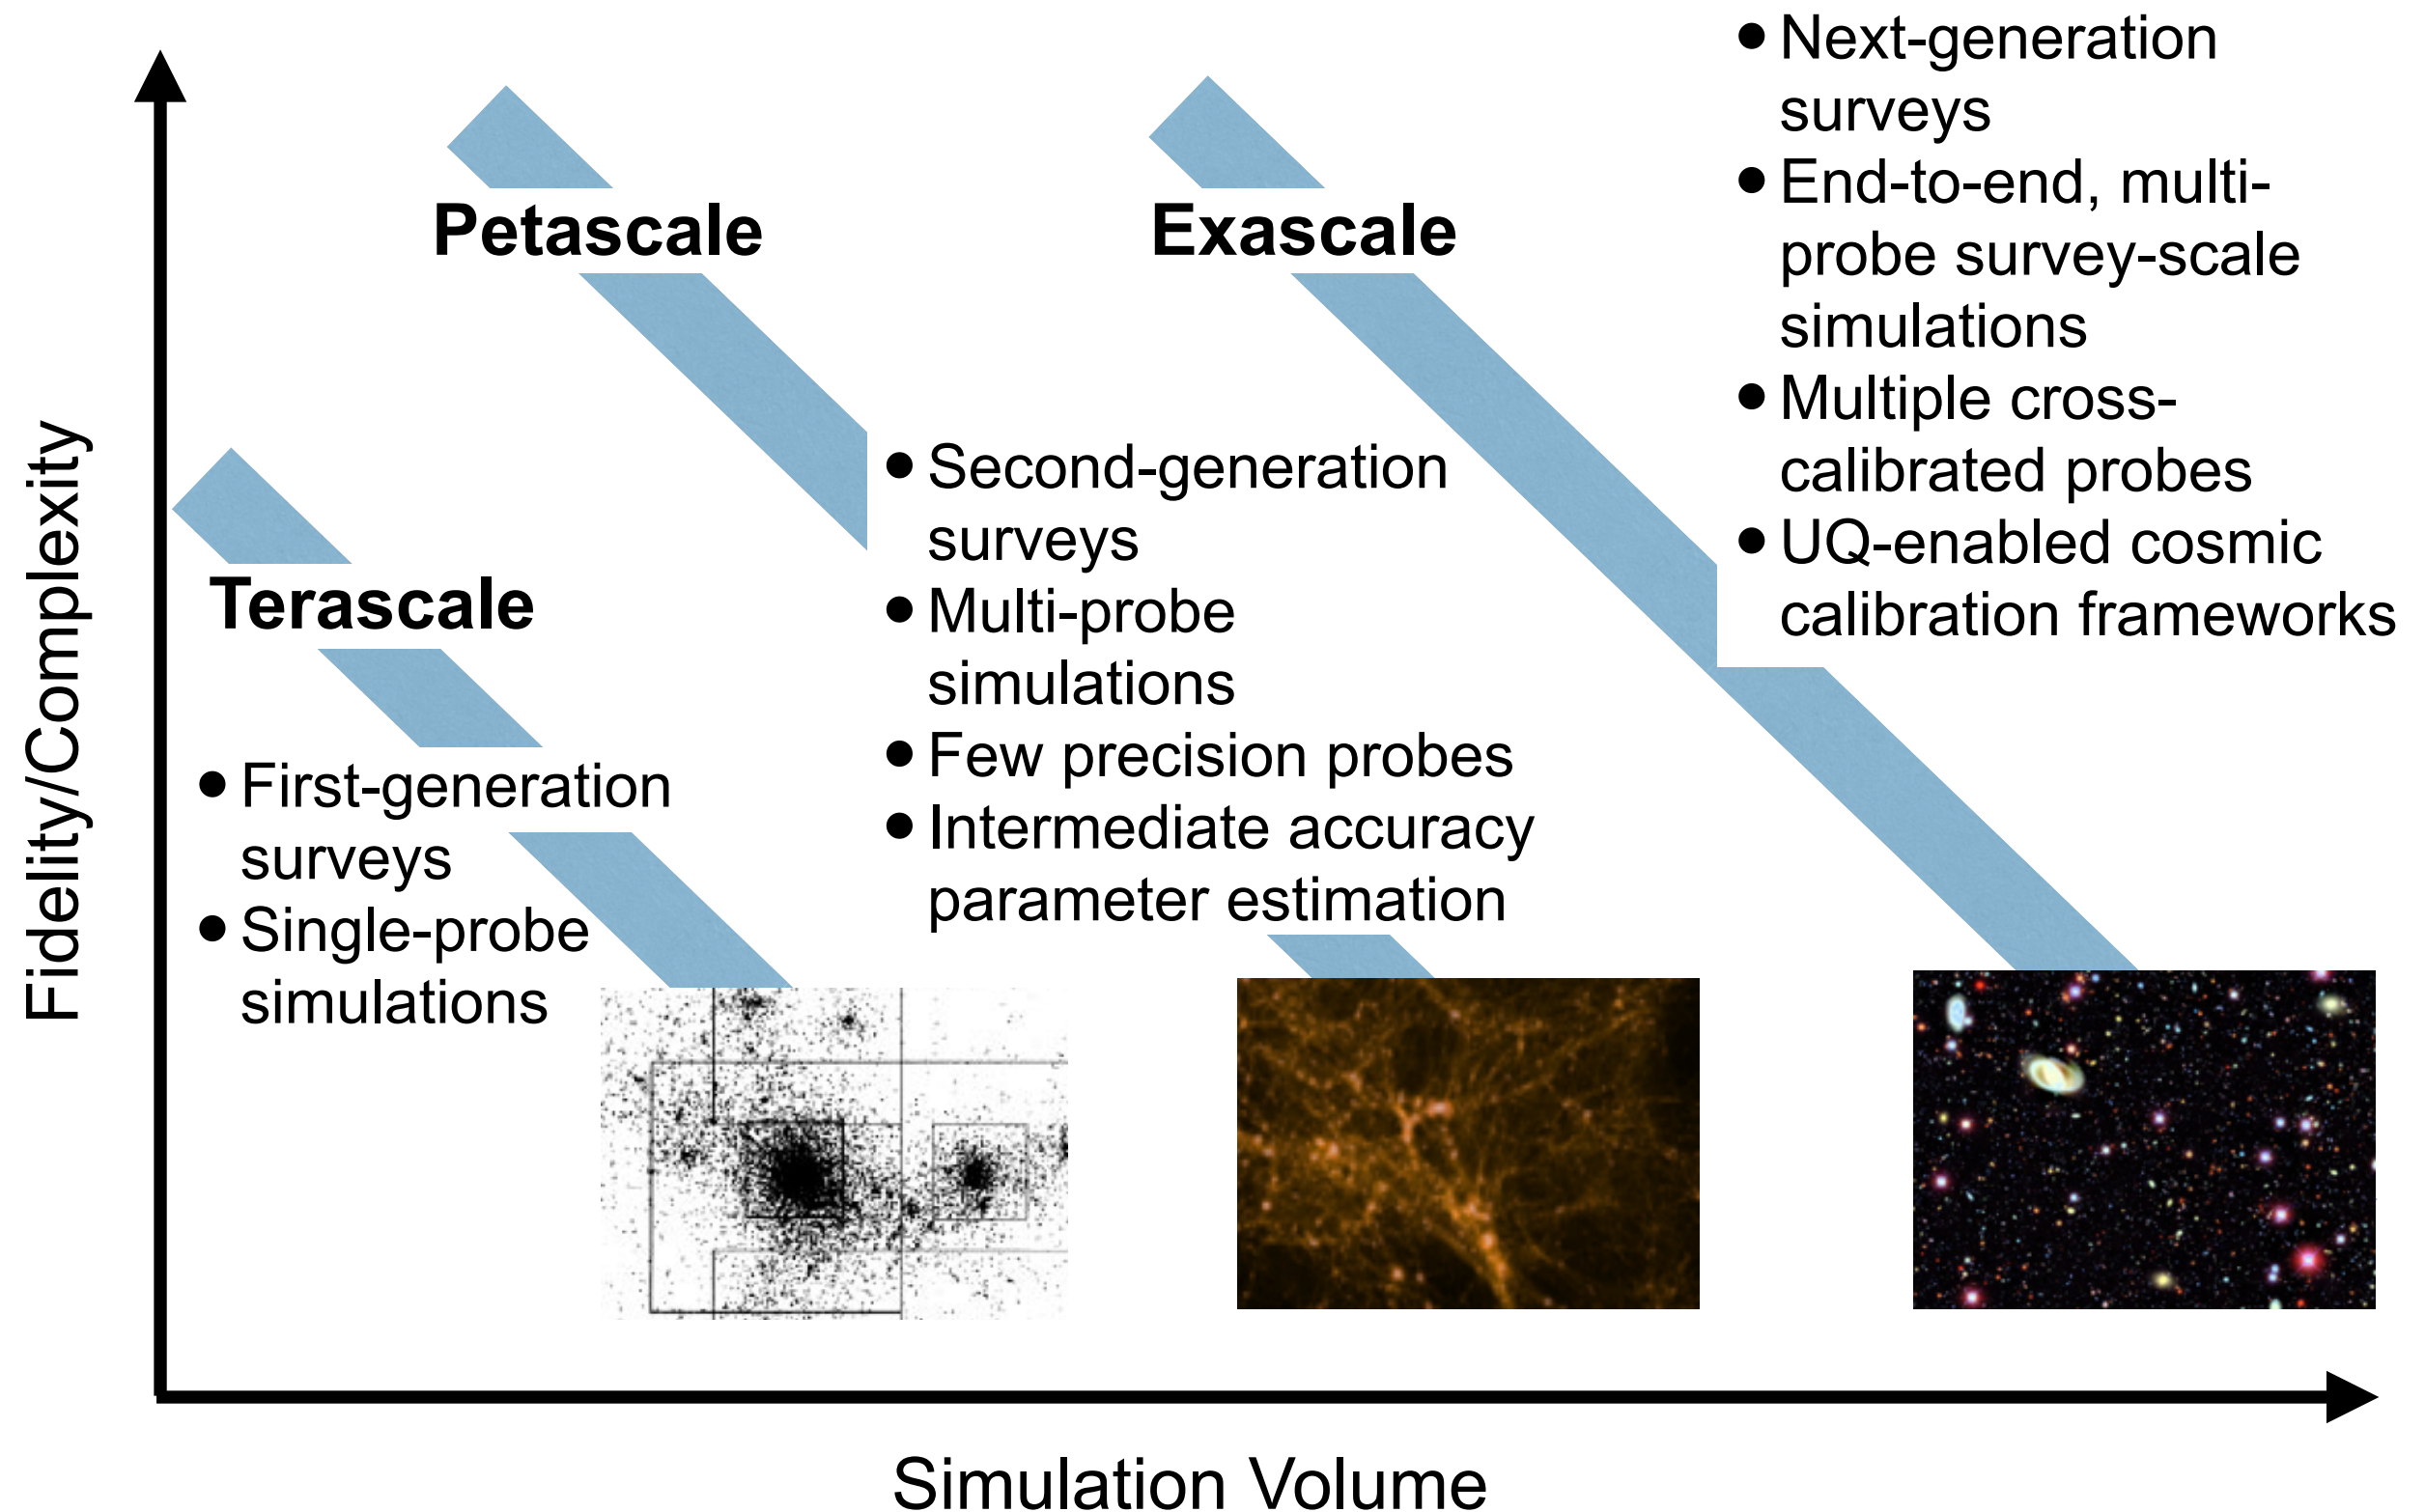 Fidelity/Complexity
Terascale
● First-generation
surveys
● Single-probe
simulations
Petascale
● Second-generation
surveys
● Multi-probe
simulations
● Few precision probes
● Intermediate accuracy
parameter estimation
Exascale
● Next-generation
surveys
● End-to-end, multi-
probe survey-scale
simulations
● Multiple cross-
calibrated probes
● UQ-enabled cosmic
calibration frameworks
Simulation Volume